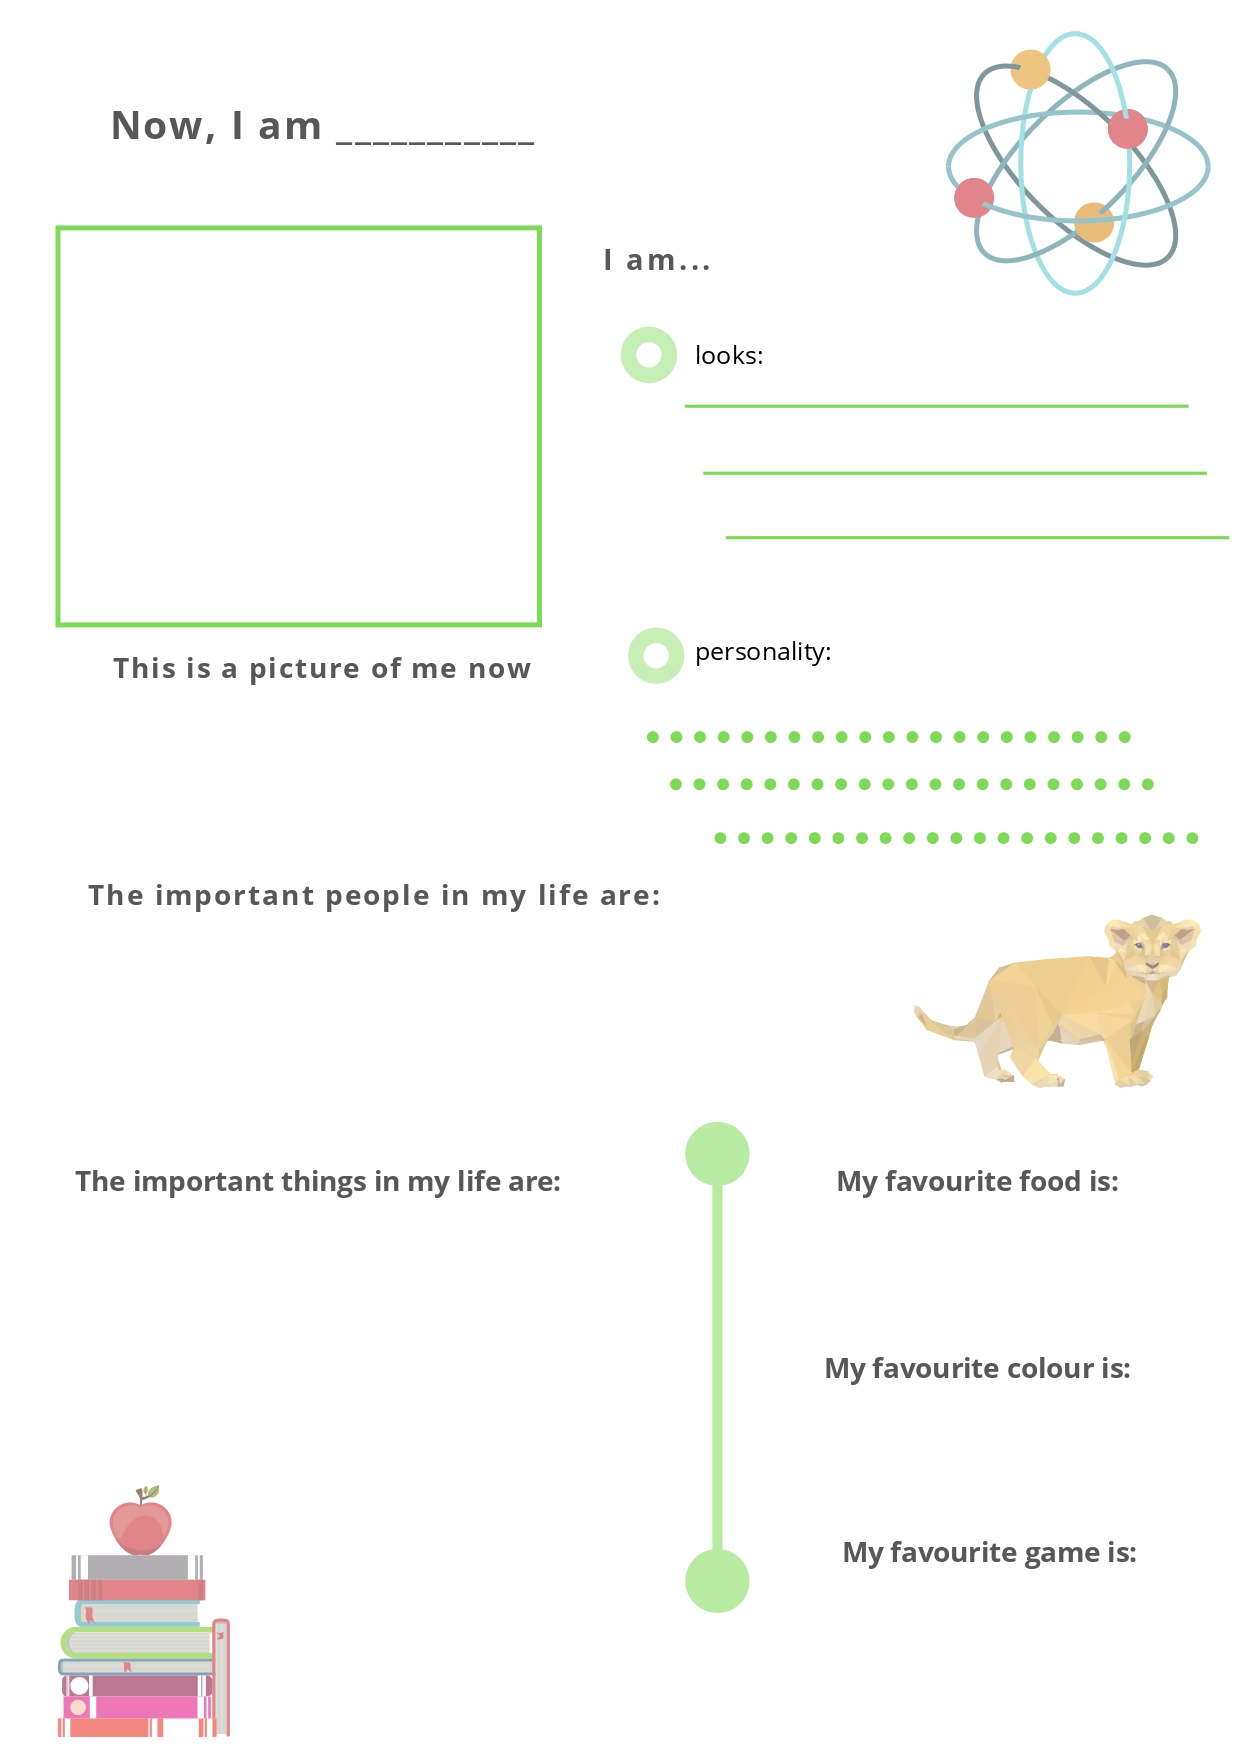 Now, I am ___________
I am...
looks:
This is a picture of me now
personality:
The important people in my life are:
The important things in my life are:
My favourite food is:
My favourite colour is:
My favourite game is: